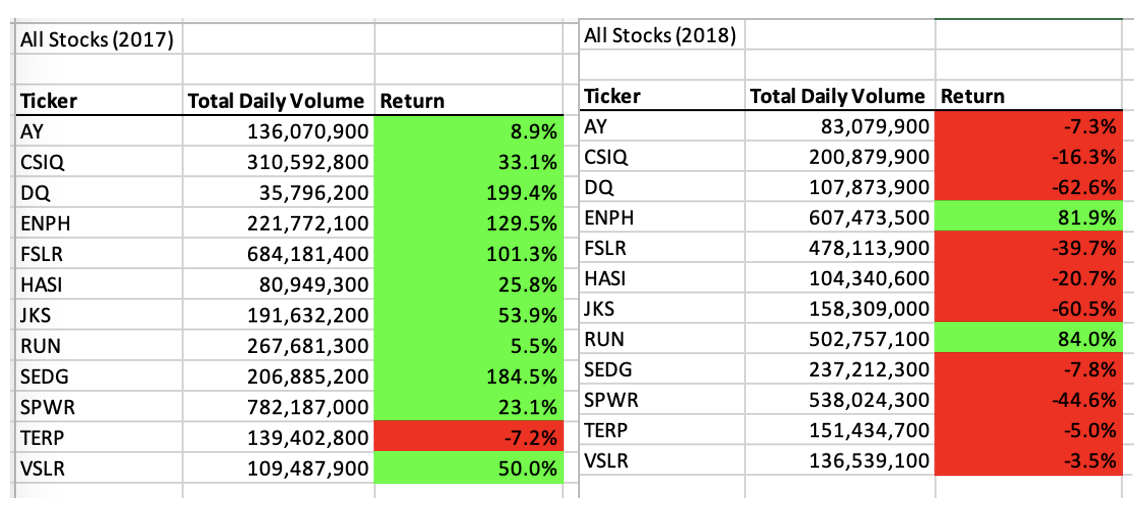 All Stocks (2017)
Ticker Total Daily Volume Return
AY 136,070,900 8.9%
CSIQ 310,592,800 33.1%
DQ 35,796,200 199.4%
ENPH 221,772,100 129.5%
FSLR 684,181,400 101.3%
HASI 80,949,300 25.8%
JKS 191,632,200 53.9%
RUN 267,681,300 5.5%
SEDG 206,885,200 184.5%
SPWR 782,187,000 23.1%
TERP 139,402,800 -7.2%
VSLR 109,487,900 50.0%
All Stocks (2018)
Ticker Total Daily Volume Return
AY 83,079,900 -7.3%
CSIQ 200,879,900 -16.3%
DQ 107,873,900 -62.6%
ENPH 607,473,500 81.9%
FSLR 478,113,900 -39.7%
HASI 104,340,600 -20.7%
JKS 158,309,000 -60.5%
RUN 502,757,100 84.0%
SEDG 237,212,300 -7.8%
SPWR 538,024,300 -44.6%
TERP 151,434,700 -5.0%
VSLR 136,539,100 -3.5%